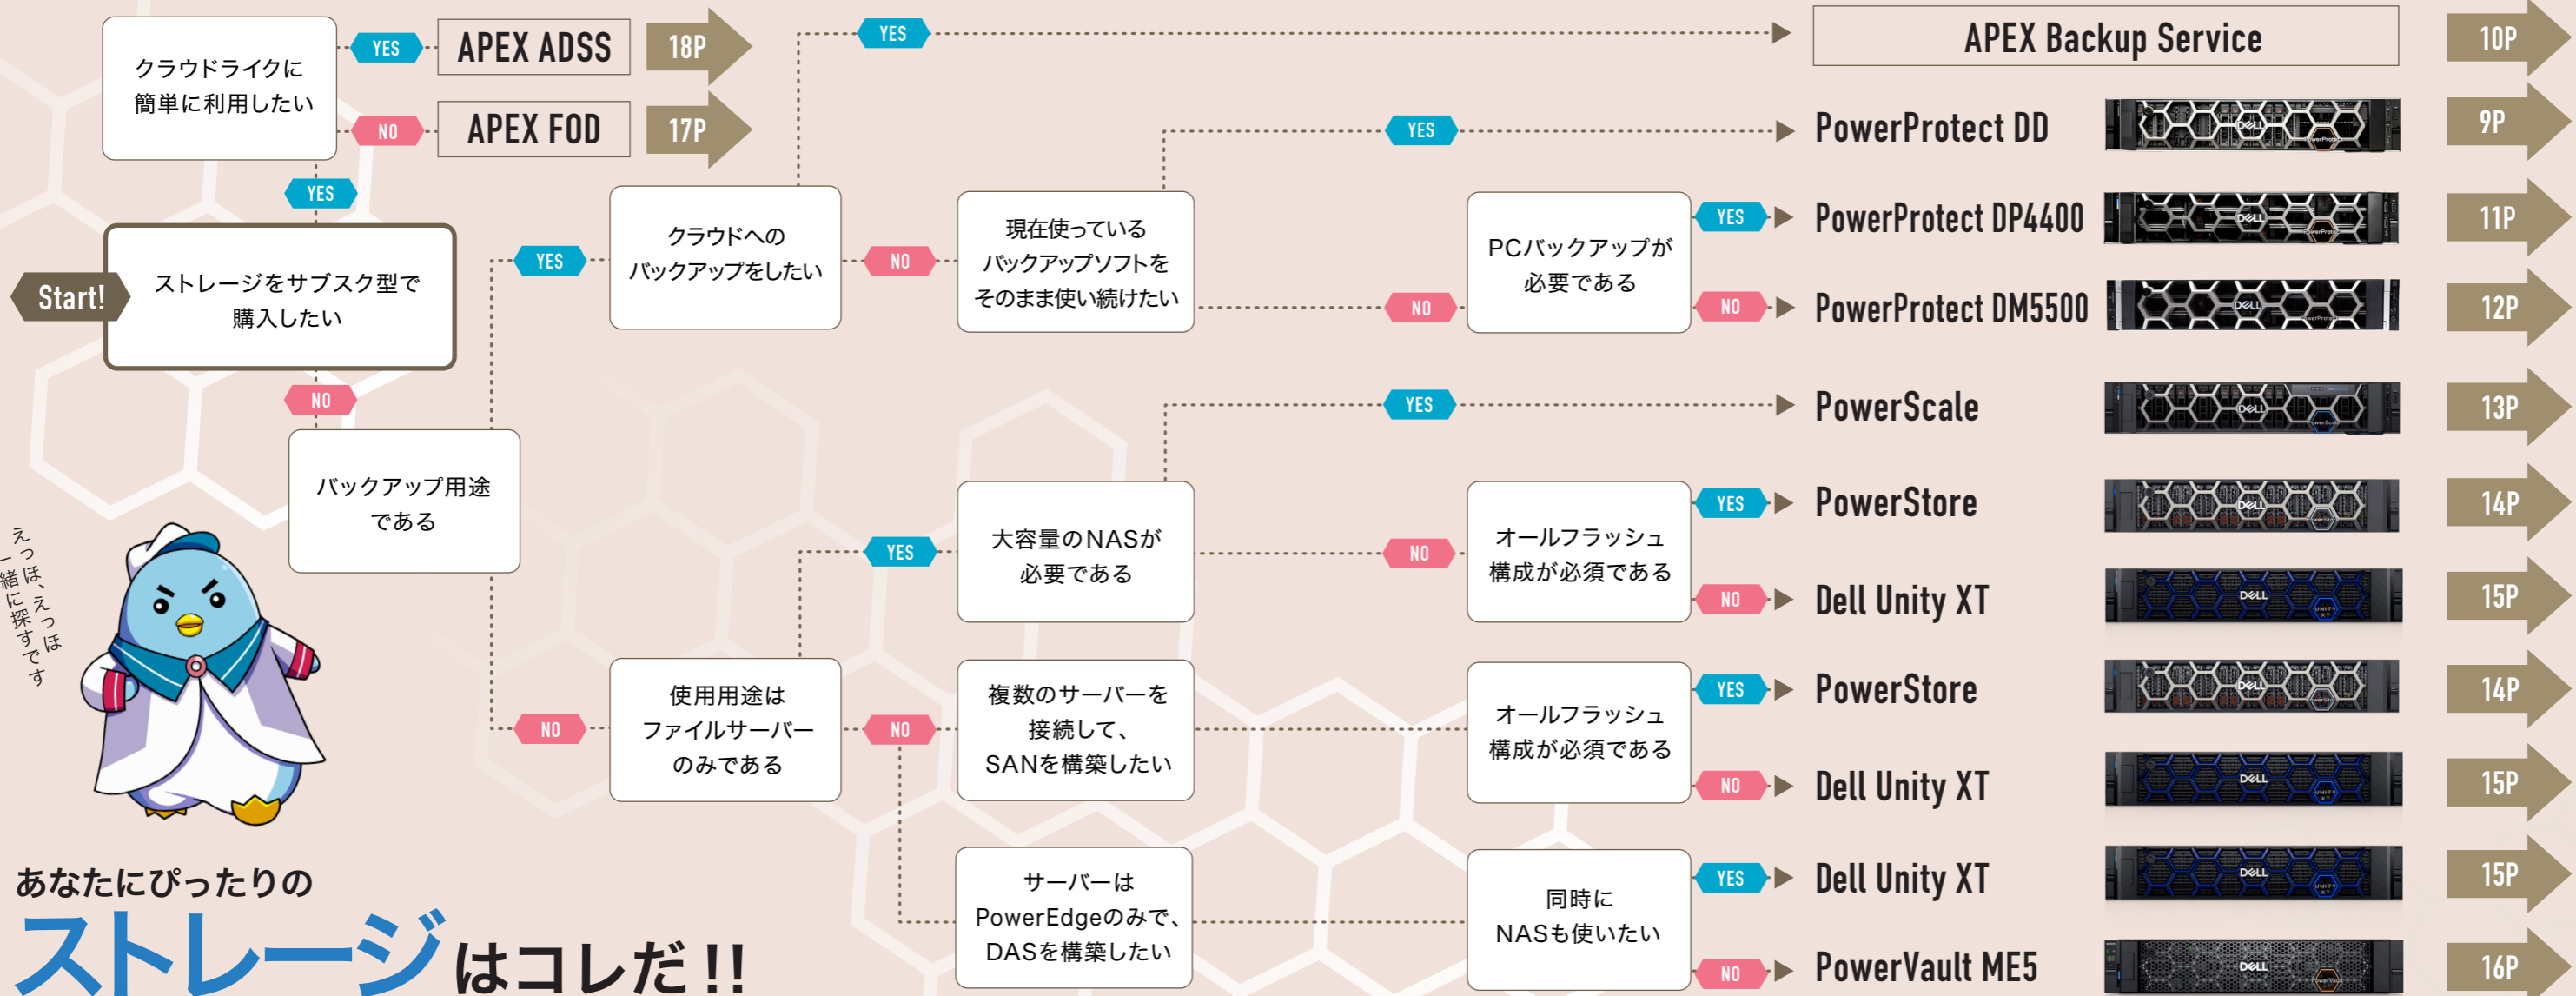 クラウドライクに
簡単に利用したい
YES
APEX ADSS
18P
NO
APEX FOD
17P
YES
Start!
ストレージをサブスク型で
購入したい
NO
バックアップ用途
である
YES
クラウドへの
バックアップをしたい
YES
APEX Backup Service
10P
NO
現在使っている
バックアップソフトを
そのまま使い続けたい
YES
PowerProtect DD
DELL
9P
NO
PCバックアップが
必要である
YES
PowerProtect DP4400
DELL
11P
NO
PowerProtect DM5500
DELL
12P
NO
使用用途は
ファイルサーバー
のみである
YES
大容量のNASが
必要である
YES
PowerScale
DELL
13P
NO
オールフラッシュ
構成が必須である
YES
PowerStore
DELL
14P
NO
Dell Unity XT
DELL
UNITY
XT
15P
NO
複数のサーバーを
接続して、
SANを構築したい
オールフラッシュ
構成が必須である
YES
PowerStore
DELL
14P
NO
Dell Unity XT
DELL
UNITY
XT
15P
サーバーは
PowerEdgeのみで、
DASを構築したい
同時に
NASも使いたい
YES
Dell Unity XT
DELL
UNITY
XT
15P
NO
PowerVault ME5
DELL
16P
えっほ、えっほ
一緒に探すです
あなたにぴったりの
ストレージはコレだ!!